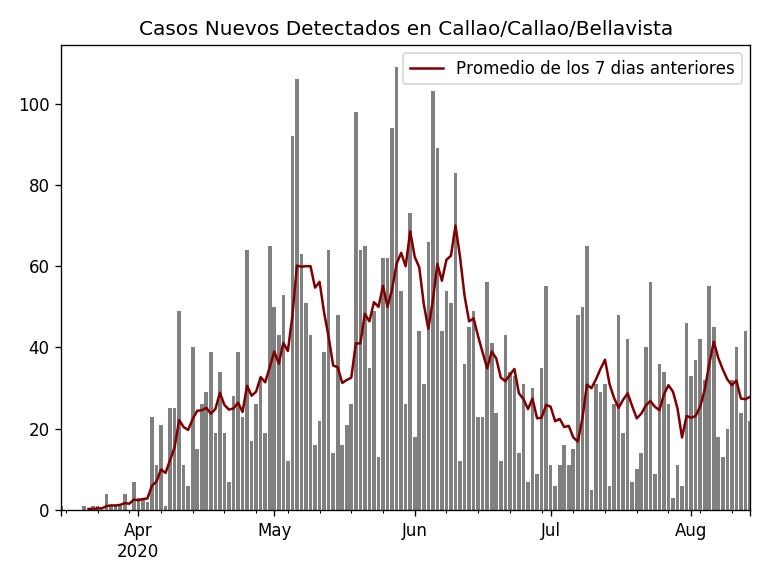 Casos Nuevos Detectados en Callao/Callao/Bellavista
Promedio de los 7 dias anteriores
100
80
60
40
20
0
Apr May Jun Jul Aug
2020